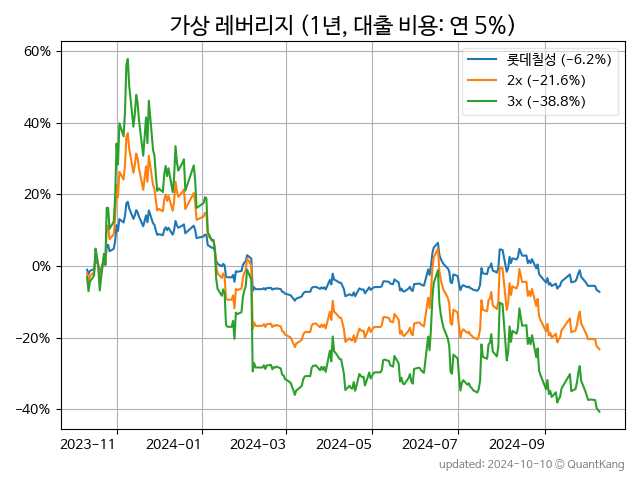 가상 레버리지 (1년, 대출 비용: 연 5%)
60%
40%
20%
0%
−20%
−40%
롯데칠성 (−6.2%)
2x (−21.6%)
3x (−38.8%)
2023-11 2024-01 2024-03 2024-05 2024-07 2024-09
updated: 2024-10-10 © QuantKang